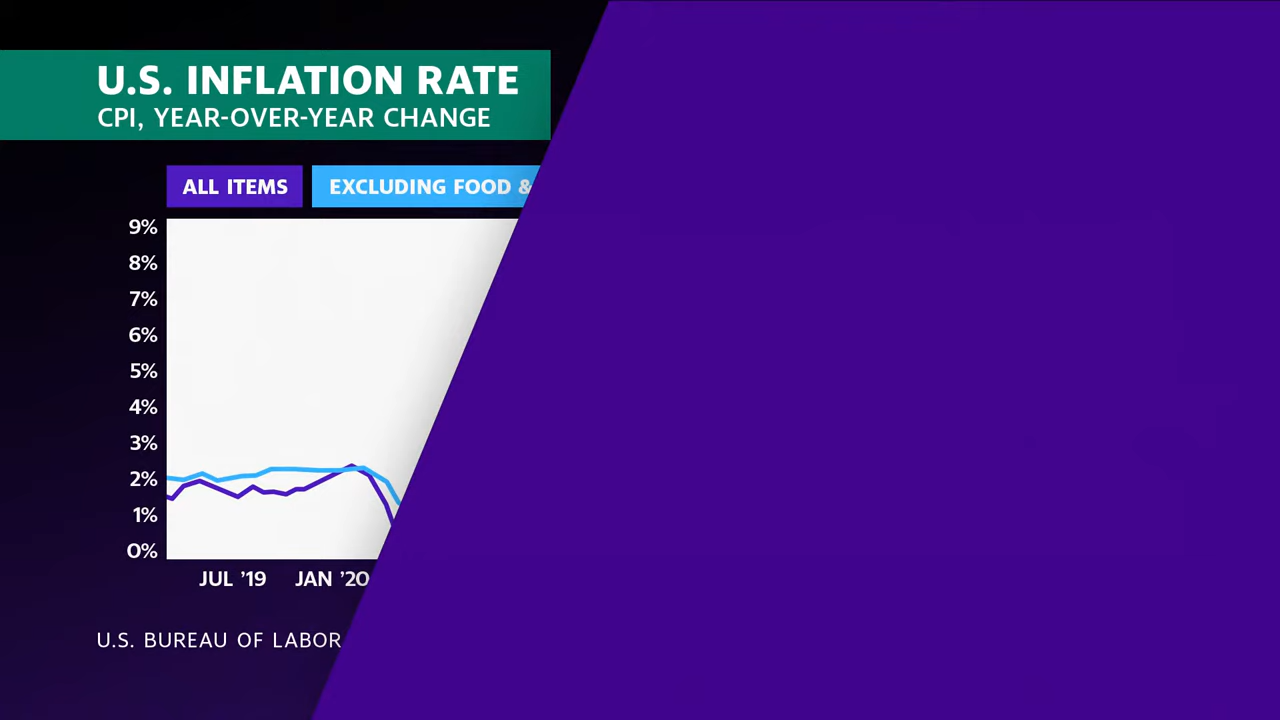 U.S. INFLATION RATE
CPI, YEAR-OVER-YEAR CHANGE
ALL ITEMS EXCLUDING FOOD &
9%
8%
7%
6%
5%
4%
3%
2%
1%
0%
JUL ’19 JAN ’20
U.S. BUREAU OF LABOR